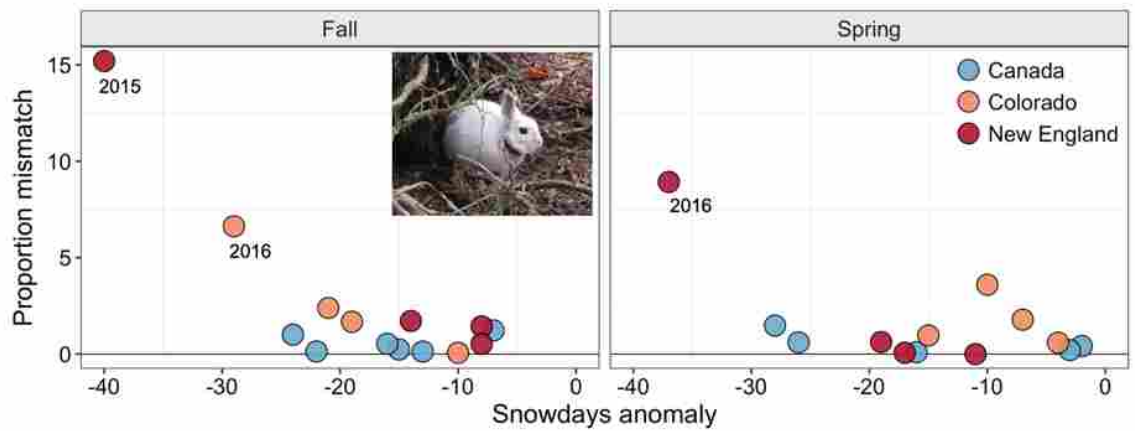 Fall
Spring
Proportion mismatch
15
10
5
0
2015
2016
2016
Canada
Colorado
New England
-40 -30 -20 -10 0
-40 -30 -20 -10 0
Snowdays anomaly